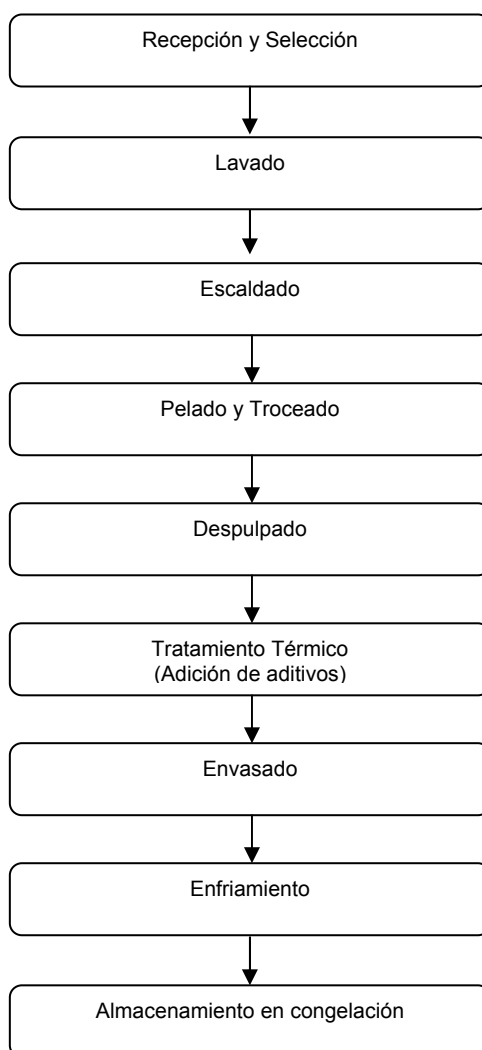 Recepción y Selección
Lavado
Escaldado
Pelado y Troceado
Despulpado
Tratamiento Térmico
(Adición de aditivos)
Envasado
Enfriamiento
Almacenamiento en congelación